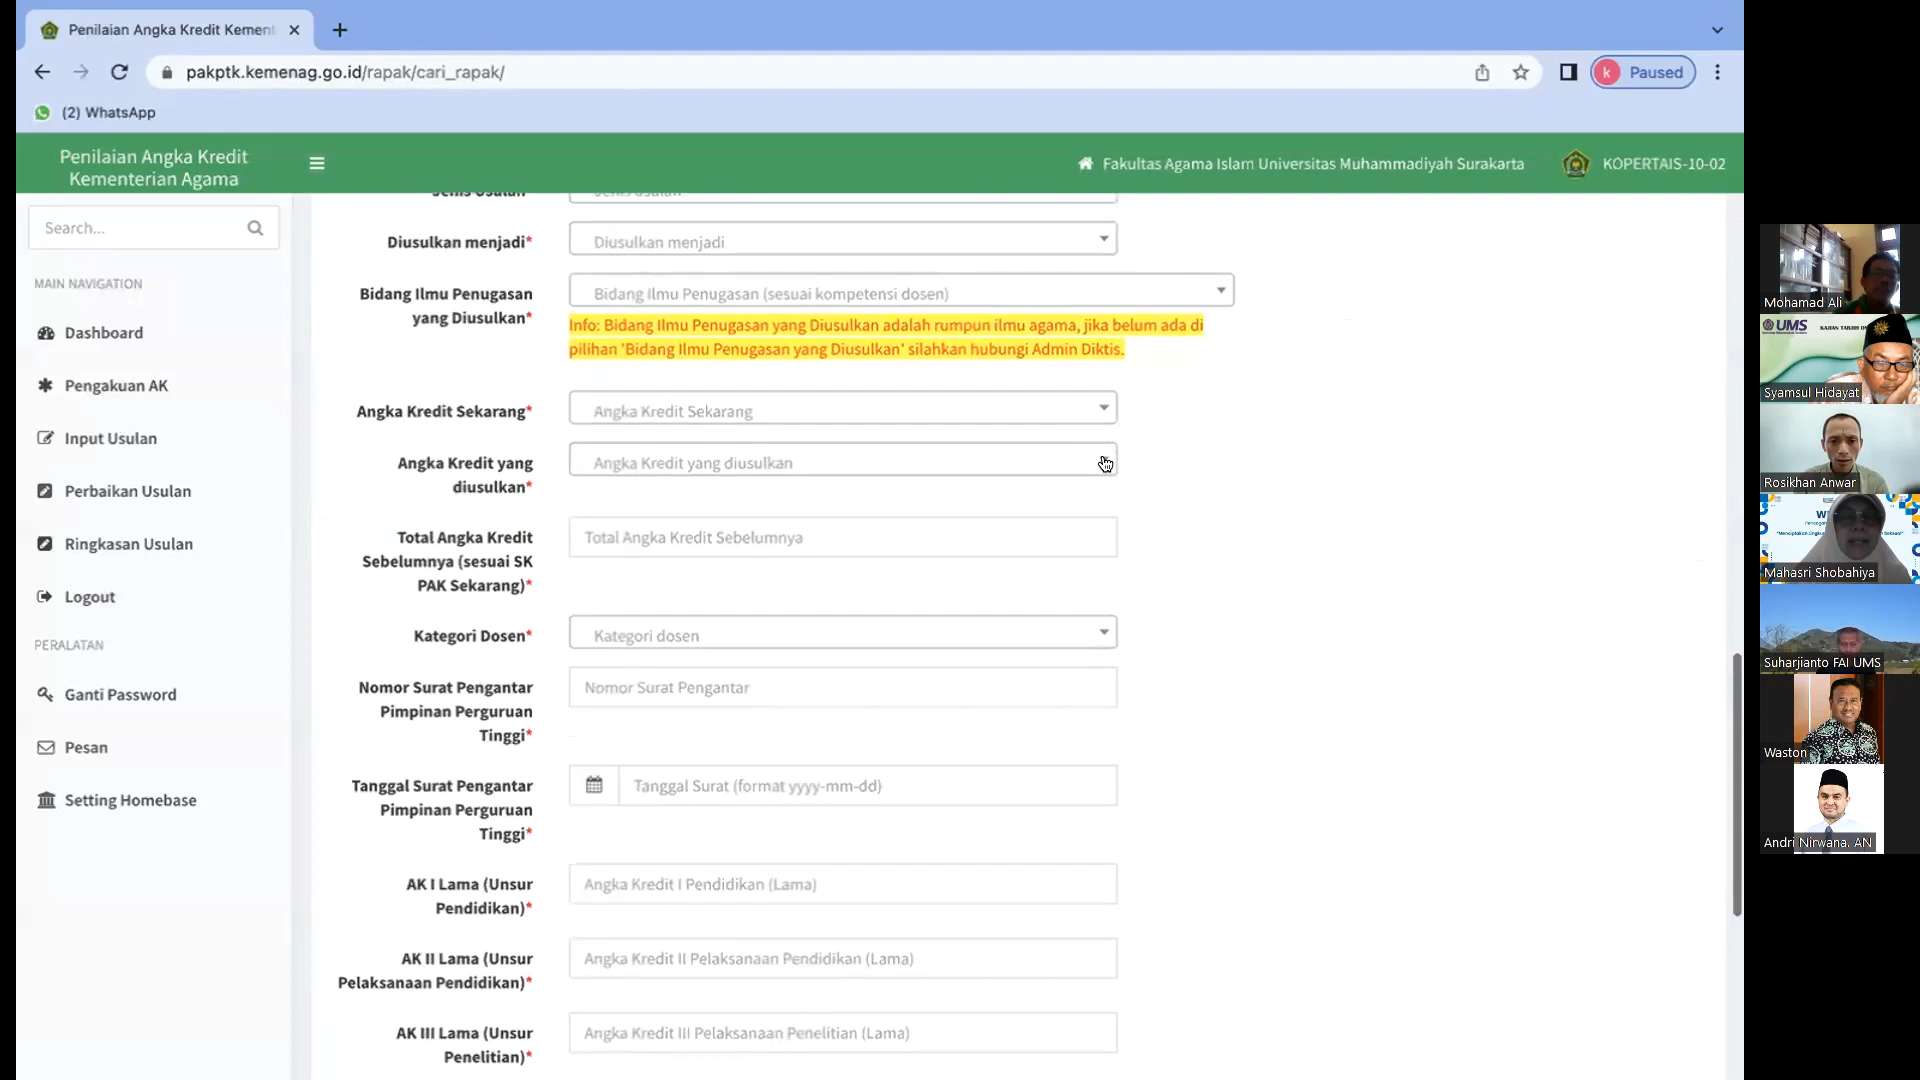 Penilaian Angka Kredit Kement
pakptk.kemenag.go.id/rapak/cari_rapak/
k Paused
(2) WhatsApp
Penilaian Angka Kredit
Kementerian Agama
Fakultas Agama Islam Universitas Muhammadiyah Surakarta
KOPERTAIS-10-02
Search...
MAIN NAVIGATION
Dashboard
Pengakuan AK
Input Usulan
Perbaikan Usulan
Ringkasan Usulan
Logout
PERALATAN
Ganti Password
Pesan
Setting Homebase
Jenis Usulan
Jenis usulan
Diusulkan menjadi*
Diusulkan menjadi
Bidang Ilmu Penugasan
yang Diusulkan*
Bidang Ilmu Penugasan (sesuai kompetensi dosen)
Info: Bidang Ilmu Penugasan yang Diusulkan adalah rumpun ilmu agama, jika belum ada di
pilihan 'Bidang Ilmu Penugasan yang Diusulkan' silahkan hubungi Admin Diktis.
Angka Kredit Sekarang*
Angka Kredit Sekarang
Angka Kredit yang
diusulkan*
Angka Kredit yang diusulkan
Total Angka Kredit
Sebelumnya (sesuai SK
PAK Sekarang)*
Total Angka Kredit Sebelumnya
Kategori Dosen*
Kategori dosen
Nomor Surat Pengantar
Pimpinan Perguruan
Tinggi*
Nomor Surat Pengantar
Tanggal Surat Pengantar
Pimpinan Perguruan
Tinggi*
Tanggal Surat (format yyyy-mm-dd)
AK I Lama (Unsur
Pendidikan)*
Angka Kredit I Pendidikan (Lama)
AK II Lama (Unsur
Pelaksanaan Pendidikan)*
Angka Kredit II Pelaksanaan Pendidikan (Lama)
AK III Lama (Unsur
Penelitian)*
Angka Kredit III Pelaksanaan Penelitian (Lama)
Mohamad Ali
UMS
Syamsul Hidayat
Rosikhan Anwar
Mahasri Shobahiya
Suharjianto FAI UMS
Waston
Andri Nirwana. AN